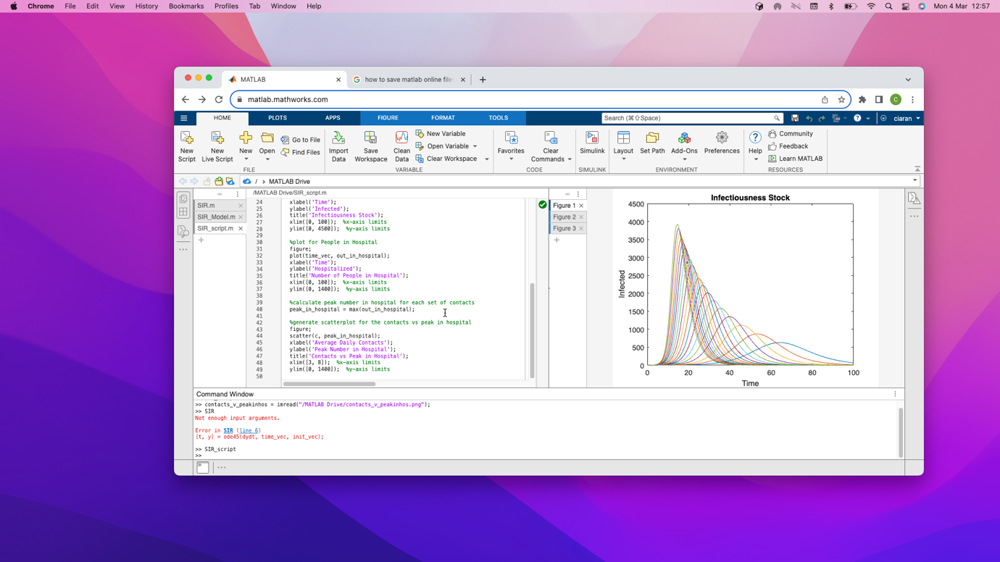 Chrome File Edit View History Bookmarks Profiles Tab Window Help Mon 4 Mar 12:57
MATLAB how to save matlab online file
matlab.mathworks.com
HOME PLOTS APPS FIGURE FORMAT TOOLS Search (⌘⇧Space) ciaran
New Script
New Live Script
New
Open
Go to File
Find Files
FILE
Import Data
Save Workspace
Clean Data
New Variable
Open Variable
Clear Workspace
VARIABLE
Favorites
Clear Commands
CODE
Simulink
SIMULINK
Layout
Set Path
Add-Ons
Preferences
ENVIRONMENT
Help
Community
Feedback
Learn MATLAB
RESOURCES
/ > MATLAB Drive
SIR.m
SIR_Model.m
SIR_script.m
/MATLAB Drive/SIR_script.m
24 xlabel('Time');
25 ylabel('Infected');
26 title('Infectiousness Stock');
27 xlim([0, 100]); %x-axis limits
28 ylim([0, 4500]); %y-axis limits
29
30 %plot for People in Hospital
31 figure;
32 plot(time_vec, out_in_hospital);
33 xlabel('Time');
34 ylabel('Hospitalized');
35 title('Number of People in Hospital');
36 xlim([0, 100]); %x-axis limits
37 ylim([0, 1400]); %y-axis limits
38
39 %calculate peak number in hospital for each set of contacts
40 peak_in_hospital = max(out_in_hospital);
41
42 %generate scatterplot for the contacts vs peak in hospital
43 figure;
44 scatter(c, peak_in_hospital);
45 xlabel('Average Daily Contacts');
46 ylabel('Peak Number in Hospital');
47 title('Contacts vs Peak in Hospital');
48 xlim([3, 8]); %x-axis limits
49 ylim([0, 1400]); %y-axis limits
50
Figure 1
Figure 2
Figure 3
Infectiousness Stock
4500
4000
3500
3000
2500
2000
1500
1000
500
0
Infected
0 20 40 60 80 100
Time
Command Window
>> contacts_v_peakinhos = imread("/MATLAB Drive/contacts_v_peakinhos.png");
>> SIR
Not enough input arguments.
Error in SIR (line 6)
[t, y] = ode45(dydt, time_vec, init_vec);
>> SIR_script
>>